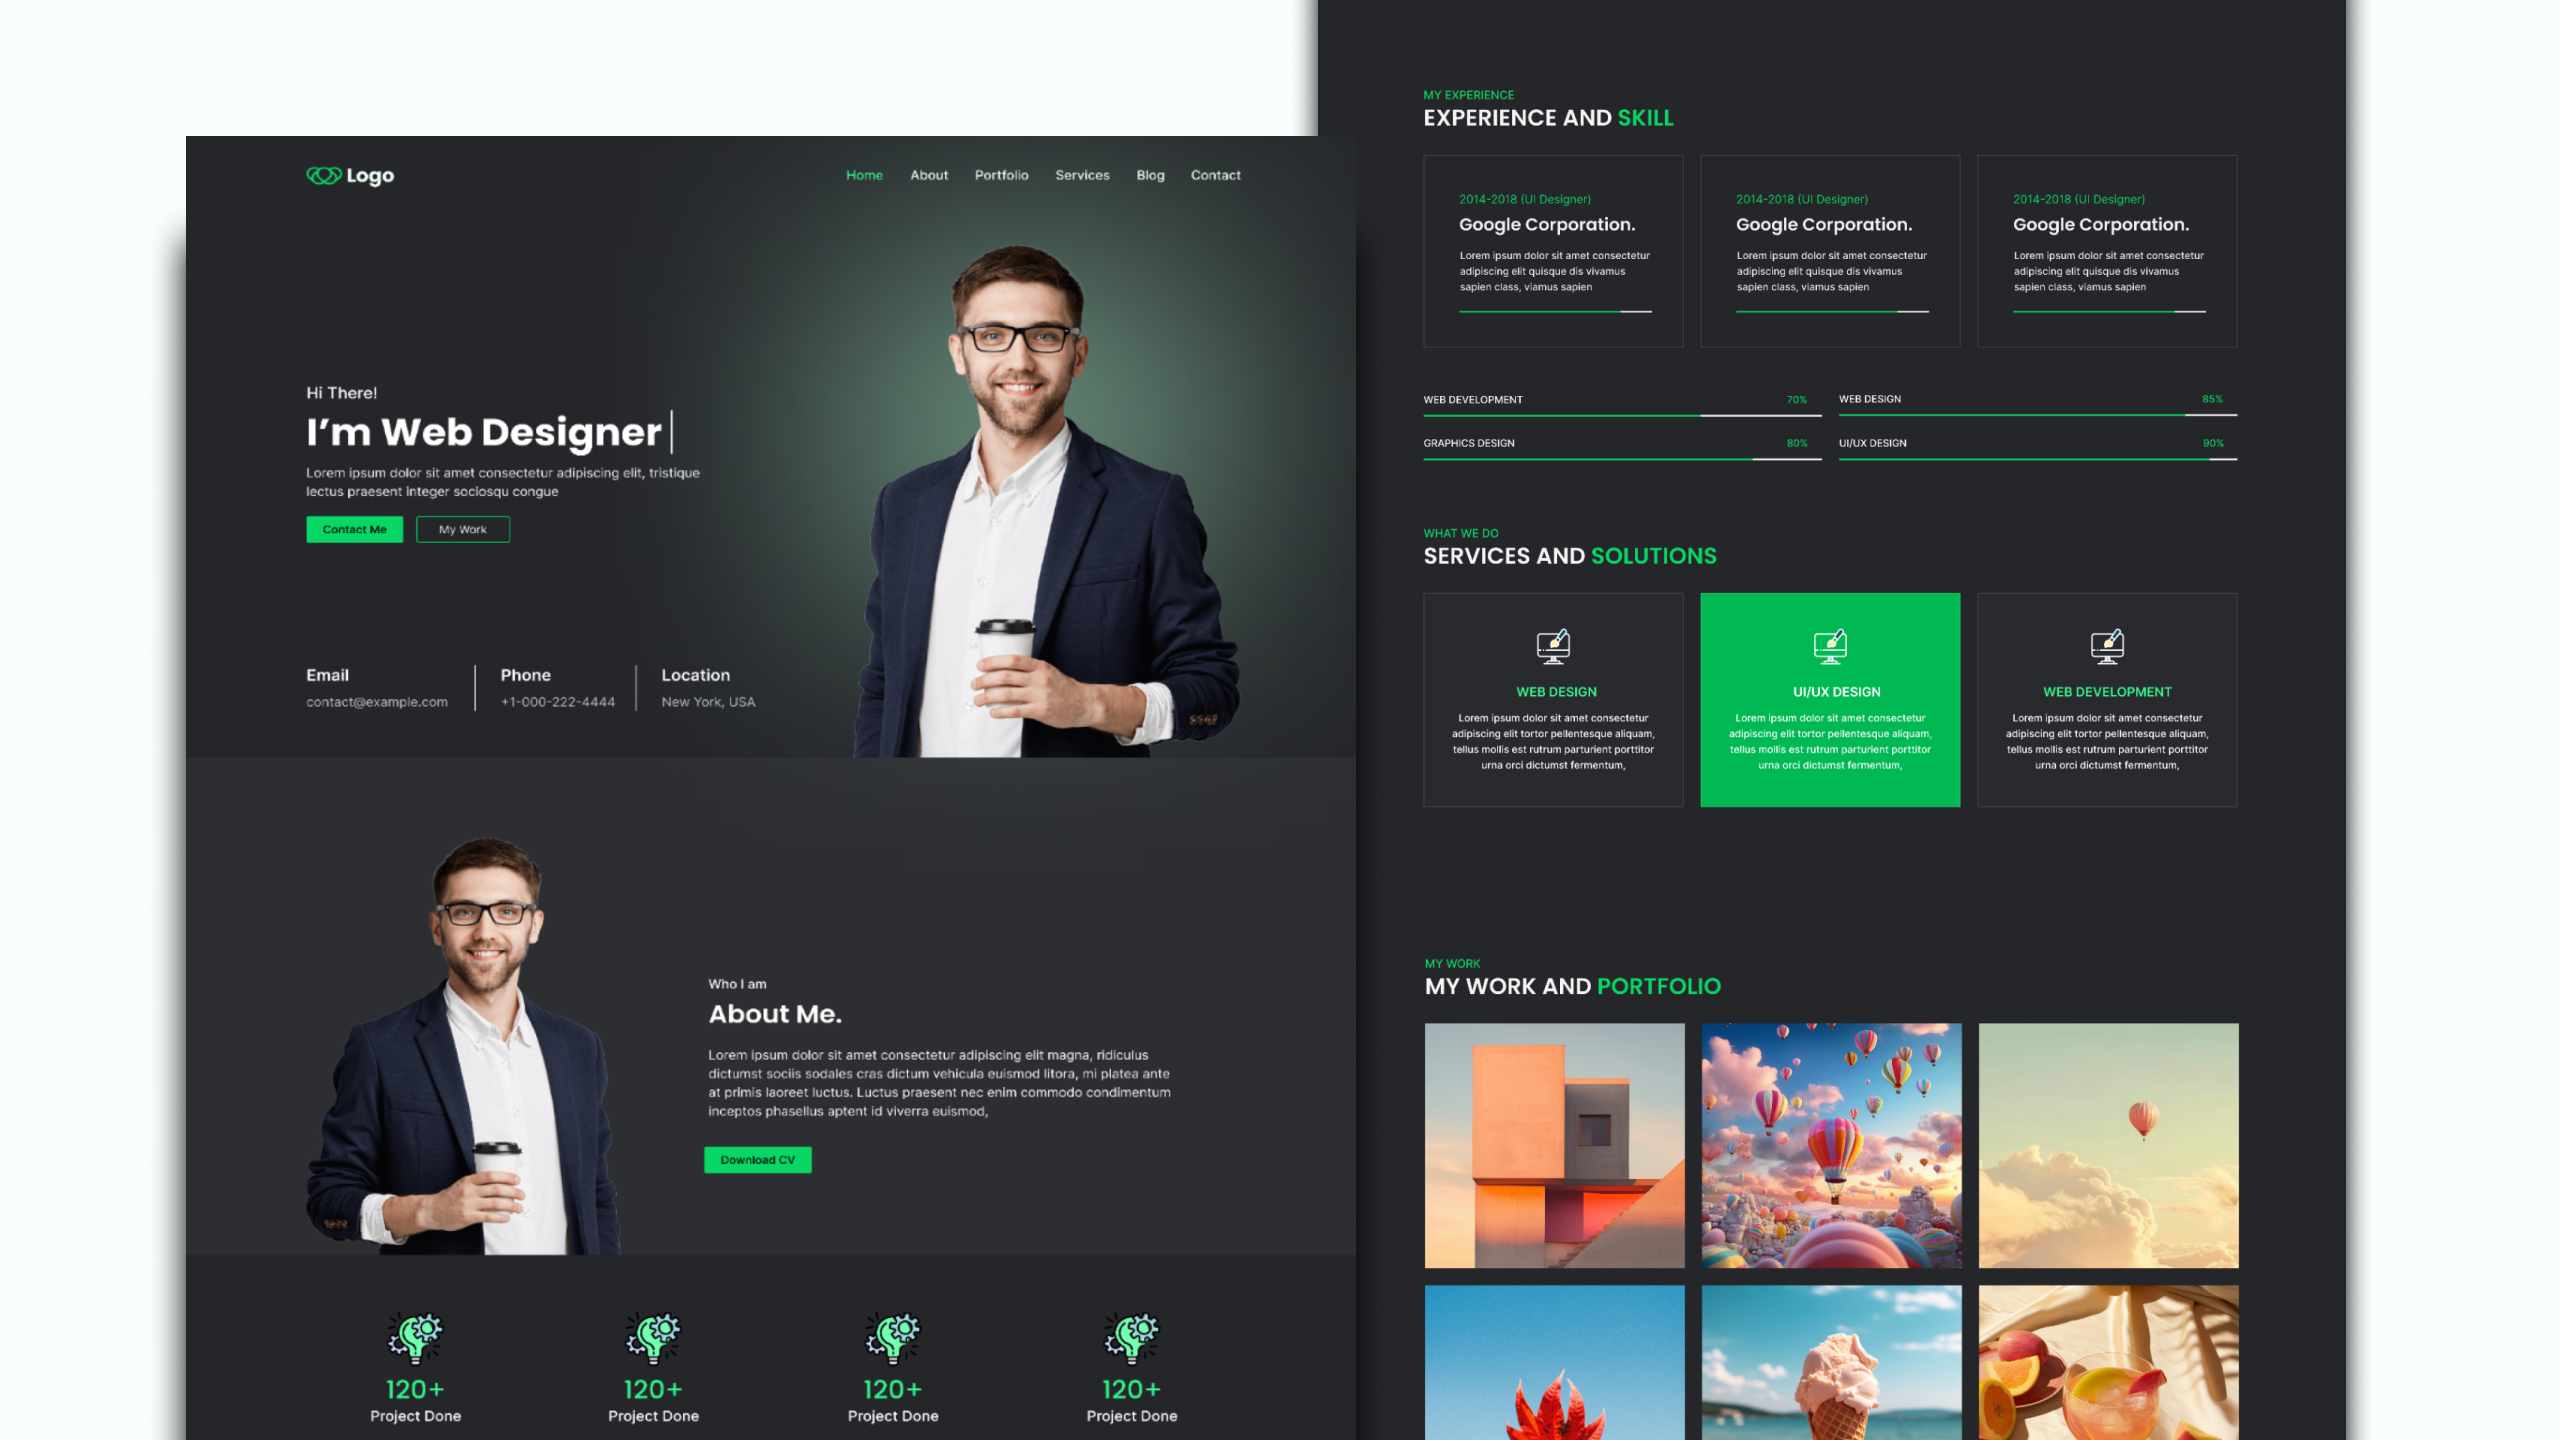 Logo
Home About Portfolio Services Blog Contact
Hi There!
I'm Web Designer
Lorem ipsum dolor sit amet consectetur adipiscing elit, tristique
lectus praesent integer sociosqu congue
Contact Me My Work
Email Phone Location
contact@example.com +1-000-222-4444 New York, USA
Who I am
About Me.
Lorem ipsum dolor sit amet consectetur adipiscing elit magna, ridiculus
dictumst sociis sodales cras dictum vehicula euismod litora, mi platea ante
at primis laoreet luctus. Luctus praesent nec enim commodo condimentum
inceptos phasellus aptent id viverra euismod,
Download CV
120+ 120+ 120+ 120+
Project Done Project Done Project Done Project Done
MY EXPERIENCE
EXPERIENCE AND SKILL
2014-2018 (UI Designer)
Google Corporation.
Lorem ipsum dolor sit amet consectetur
adipiscing elit quisque dis vivamus
sapien class, viamus sapien
2014-2018 (UI Designer)
Google Corporation.
Lorem ipsum dolor sit amet consectetur
adipiscing elit quisque dis vivamus
sapien class, viamus sapien
2014-2018 (UI Designer)
Google Corporation.
Lorem ipsum dolor sit amet consectetur
adipiscing elit quisque dis vivamus
sapien class, viamus sapien
WEB DEVELOPMENT 70% WEB DESIGN 85%
GRAPHICS DESIGN 80% UI/UX DESIGN 90%
WHAT WE DO
SERVICES AND SOLUTIONS
WEB DESIGN
Lorem ipsum dolor sit amet consectetur
adipiscing elit tortor pellentesque aliquam,
tellus mollis est rutrum parturient porttitor
urna orci dictumst fermentum,
UI/UX DESIGN
Lorem ipsum dolor sit amet consectetur
adipiscing elit tortor pellentesque aliquam,
tellus mollis est rutrum parturient porttitor
urna orci dictumst fermentum,
WEB DEVELOPMENT
Lorem ipsum dolor sit amet consectetur
adipiscing elit tortor pellentesque aliquam,
tellus mollis est rutrum parturient porttitor
urna orci dictumst fermentum,
MY WORK
MY WORK AND PORTFOLIO